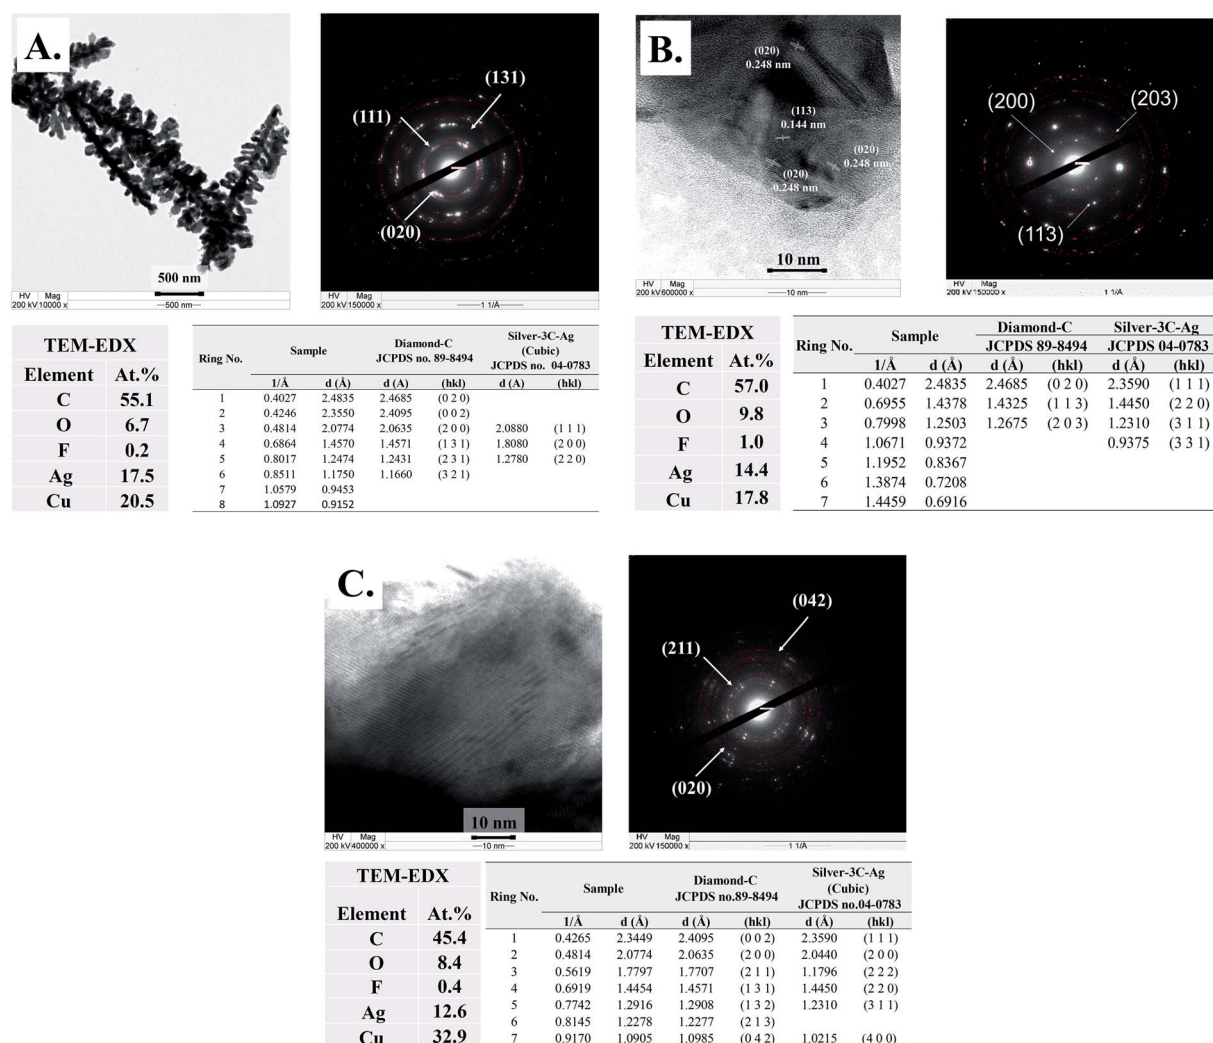 A.
500 nm
HV Mag
200 kV 10000 x
500 nm
(131)
(111)
(020)
HV Mag
200 kV 150000 x
1 1/A
B.
(020)
0.248 nm
(113)
0.144 nm
(020)
0.248 nm
(020)
0.248 nm
10 nm
HV Mag
200 kV 600000 x
10 nm
(200)
(203)
(113)
HV Mag
200 kV 150000 x
1 1/A
TEM-EDX
Element At.%
C 55.1
O 6.7
F 0.2
Ag 17.5
Cu 20.5
Ring No. Sample Diamond-C JCPDS no. 89-8494 Silver-3C-Ag (Cubic) JCPDS no. 04-0783
1/Å d (Å) d (A) (hkl) d (A) (hkl)
1 0.4027 2.4835 2.4685 (0 2 0)
2 0.4246 2.3550 2.4095 (0 0 2)
3 0.4814 2.0774 2.0635 (2 0 0) 2.0880 (1 1 1)
4 0.6864 1.4570 1.4571 (1 3 1) 1.8080 (2 0 0)
5 0.8017 1.2474 1.2431 (2 3 1) 1.2780 (2 2 0)
6 0.8511 1.1750 1.1660 (3 2 1)
7 1.0579 0.9453
8 1.0927 0.9152
TEM-EDX
Element At.%
C 57.0
O 9.8
F 1.0
Ag 14.4
Cu 17.8
Ring No. Sample Diamond-C JCPDS 89-8494 Silver-3C-Ag JCPDS 04-0783
1/Å d (Å) d (Å) (hkl) d (Å) (hkl)
1 0.4027 2.4835 2.4685 (0 2 0) 2.3590 (1 1 1)
2 0.6955 1.4378 1.4325 (1 1 3) 1.4450 (2 2 0)
3 0.7998 1.2503 1.2675 (2 0 3) 1.2310 (3 1 1)
4 1.0671 0.9372 0.9375 (3 3 1)
5 1.1952 0.8367
6 1.3874 0.7208
7 1.4459 0.6916
C.
10 nm
HV Mag
200 kV 400000 x
10 nm
(042)
(211)
(020)
HV Mag
200 kV 150000 x
1 1/A
TEM-EDX
Element At.%
C 45.4
O 8.4
F 0.4
Ag 12.6
Cu 32.9
Ring No. Sample Diamond-C JCPDS no.89-8494 Silver-3C-Ag (Cubic) JCPDS no.04-0783
1/Å d (Å) d (Å) (hkl) d (Å) (hkl)
1 0.4265 2.3449 2.4095 (0 0 2) 2.3590 (1 1 1)
2 0.4814 2.0774 2.0635 (2 0 0) 2.0440 (2 0 0)
3 0.5619 1.7797 1.7707 (2 1 1) 1.1796 (2 2 2)
4 0.6919 1.4454 1.4571 (1 3 1) 1.4450 (2 2 0)
5 0.7742 1.2916 1.2908 (1 3 2) 1.2310 (3 1 1)
6 0.8145 1.2278 1.2277 (2 1 3)
7 0.9170 1.0905 1.0985 (0 4 2) 1.0215 (4 0 0)